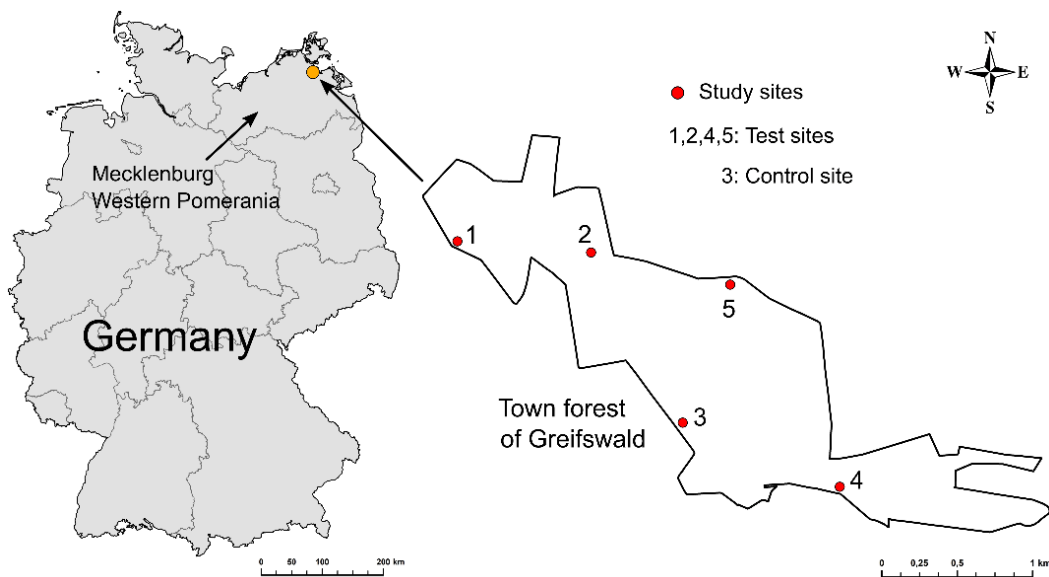 N
W E
S
Study sites
1,2,4,5: Test sites
3: Control site
Mecklenburg
Western Pomerania
1
2
5
Germany
Town forest
of Greifswald
3
4
0 50 100 200 km
0 0,25 0,5 1 km